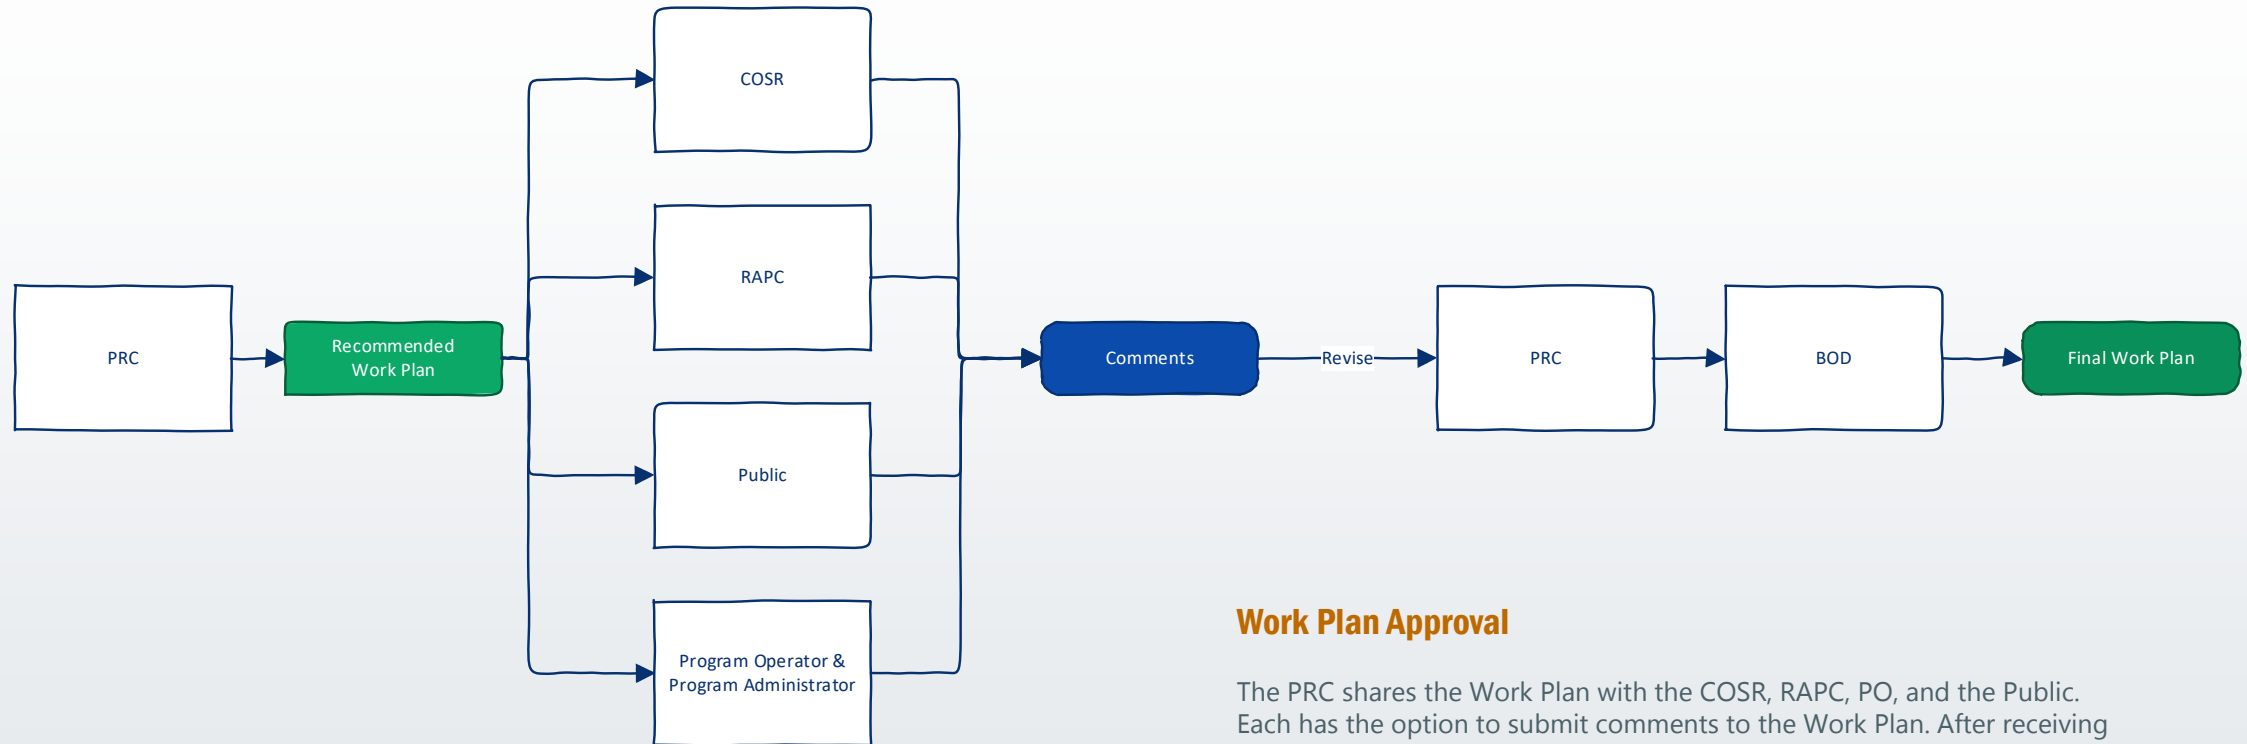 PRC
Recommended
Work Plan
COSR
RAPC
Public
Program Operator &
Program Administrator
Comments
Revise
PRC
BOD
Final Work Plan
Work Plan Approval
The PRC shares the Work Plan with the COSR, RAPC, PO, and the Public.
Each has the option to submit comments to the Work Plan. After receiving